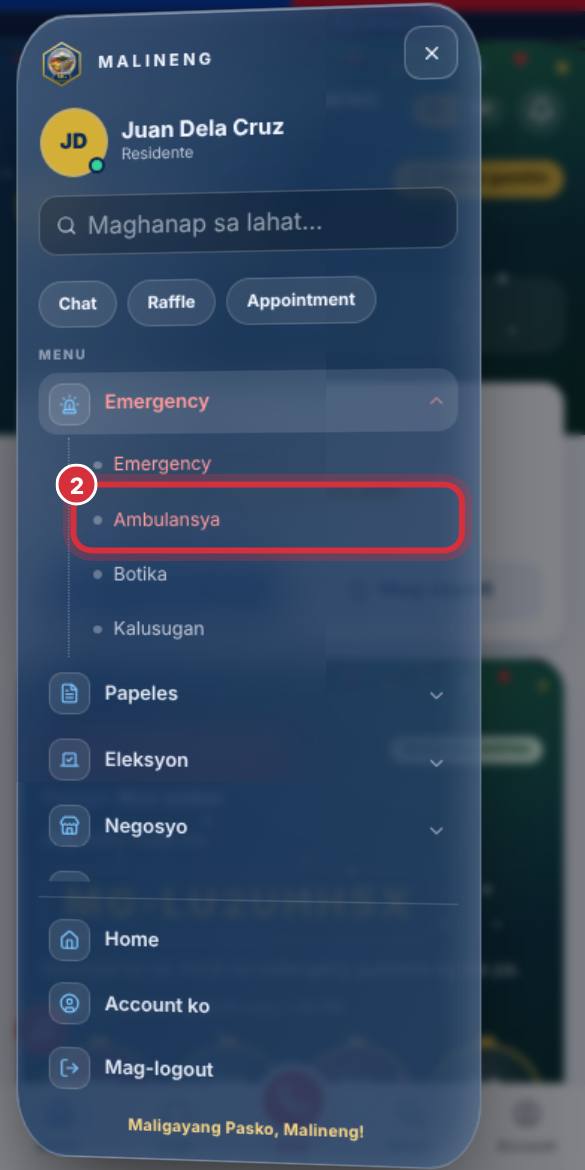 MALINENG
JD
Juan Dela Cruz
Residente
Maghanap sa lahat...
Chat
Raffle
Appointment
MENU
Emergency
Emergency
2
Ambulansya
Botika
Kalusugan
Papeles
Eleksyon
Negosyo
Home
Account ko
Mag-logout
Maligayang Pasko, Malineng!